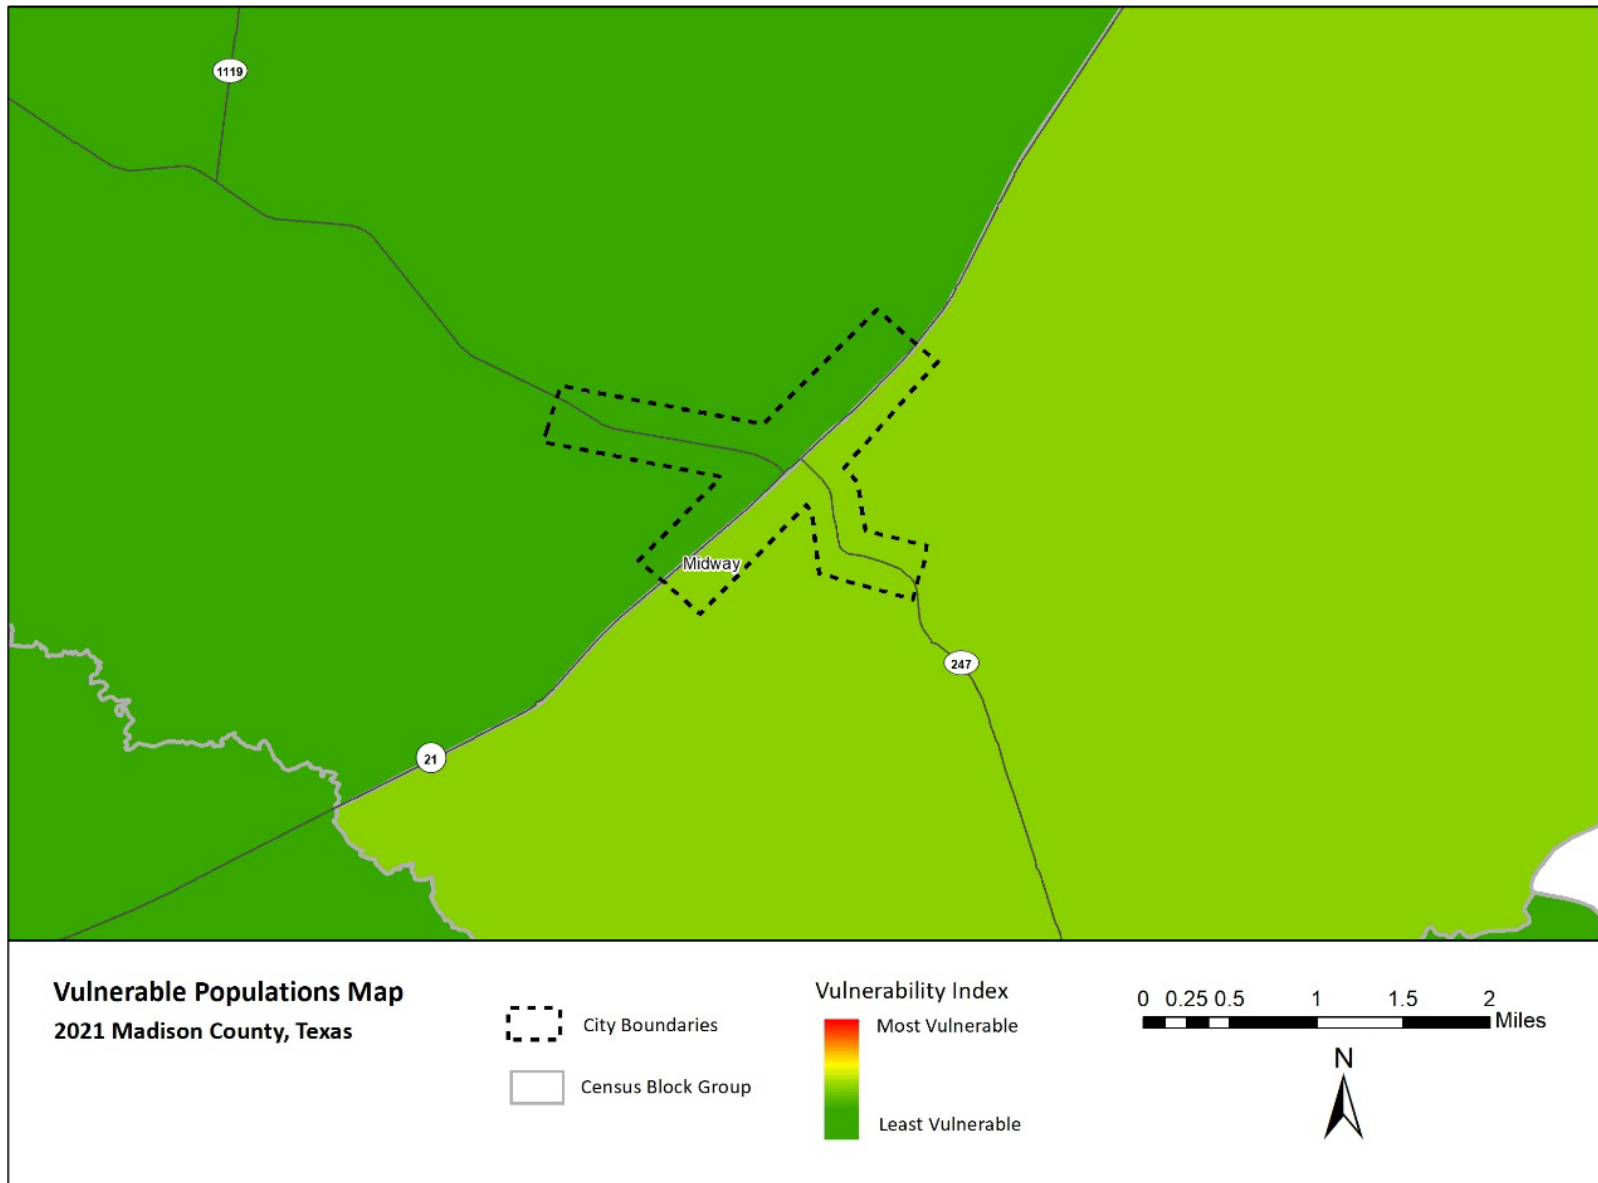 1119
Midway
247
21
Vulnerable Populations Map
2021 Madison County, Texas
City Boundaries
Census Block Group
Vulnerability Index
Most Vulnerable
Least Vulnerable
0 0.25 0.5 1 1.5 2
Miles
N